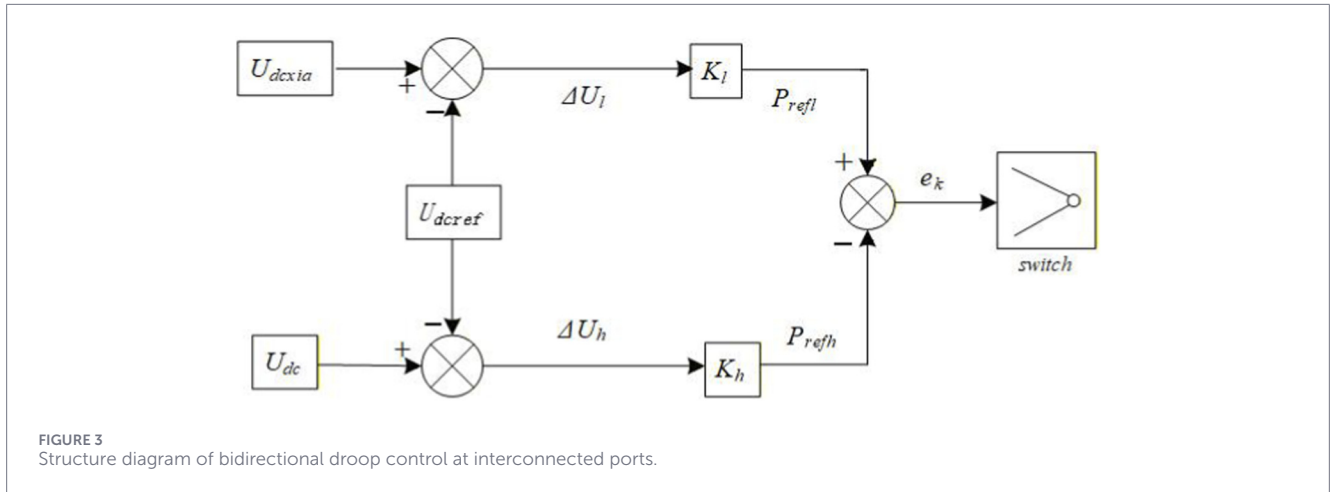 U_dcxia
+
−
ΔU_l
K_l
P_refl
U_dcref
+
−
e_k
switch
U_dc
+
−
ΔU_h
K_h
P_refh
FIGURE 3
Structure diagram of bidirectional droop control at interconnected ports.